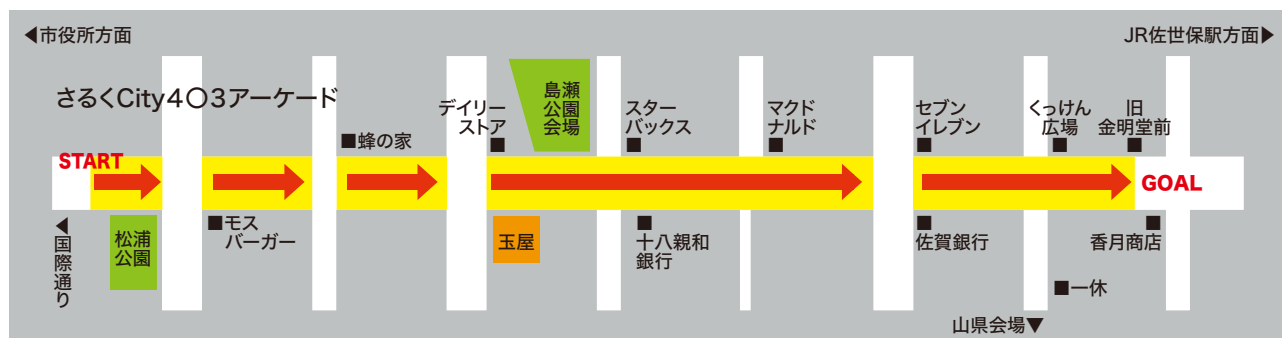 ◀市役所方面
JR佐世保駅方面▶
さるくCity4〇3アーケード
デイリー
ストア
島瀬
公園
会場
スター
バックス
マクド
ナルド
セブン
イレブン
くっけん
広場
旧
金明堂前
■蜂の家
START
GOAL
◀国際通り
松浦
公園
■モス
バーガー
玉屋
十八親和
銀行
佐賀銀行
香月商店
■一休
山県会場▼